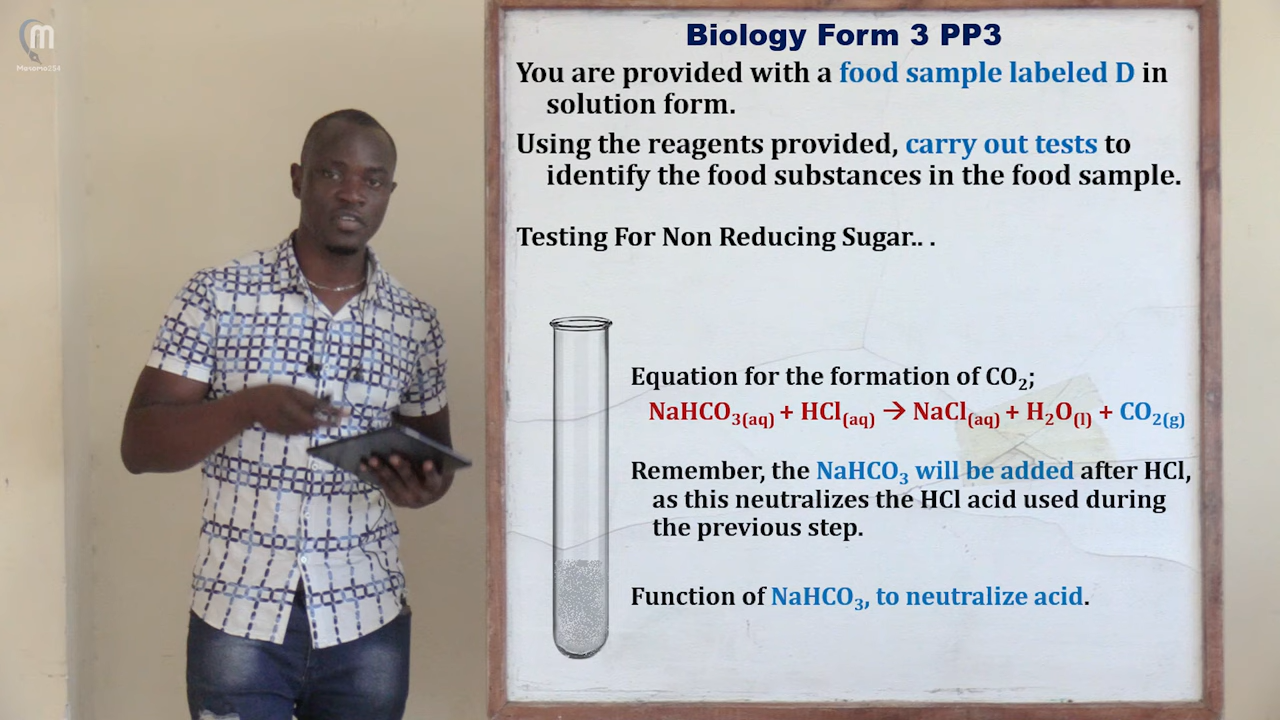 M
Masomo254
Biology Form 3 PP3
You are provided with a food sample labeled D in
solution form.
Using the reagents provided, carry out tests to
identify the food substances in the food sample.
Testing For Non Reducing Sugar.. .
Equation for the formation of CO₂;
NaHCO₃(aq) + HCl(aq) → NaCl(aq) + H₂O(l) + CO₂(g)
Remember, the NaHCO₃ will be added after HCl,
as this neutralizes the HCl acid used during
the previous step.
Function of NaHCO₃, to neutralize acid.